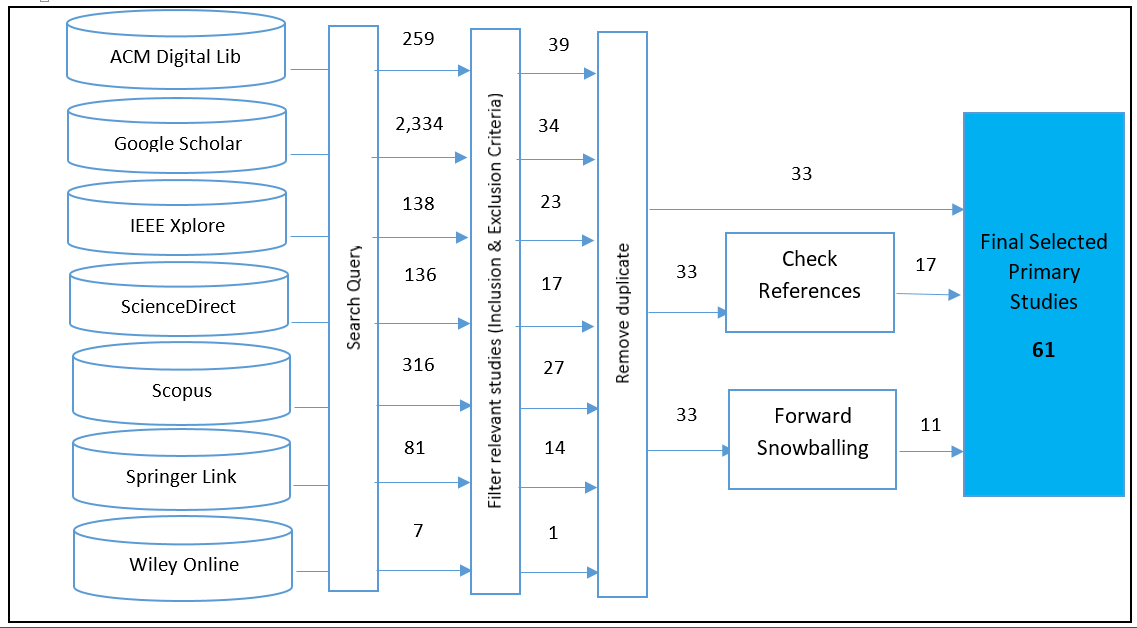 ACM Digital Lib
Google Scholar
IEEE Xplore
ScienceDirect
Scopus
Springer Link
Wiley Online
Search Query
259
2,334
138
136
316
81
7
Filter relevant studies (Inclusion & Exclusion Criteria)
39
34
23
17
27
14
1
Remove duplicate
33
33
Check
References
17
33
Forward
Snowballing
11
Final Selected
Primary
Studies
61